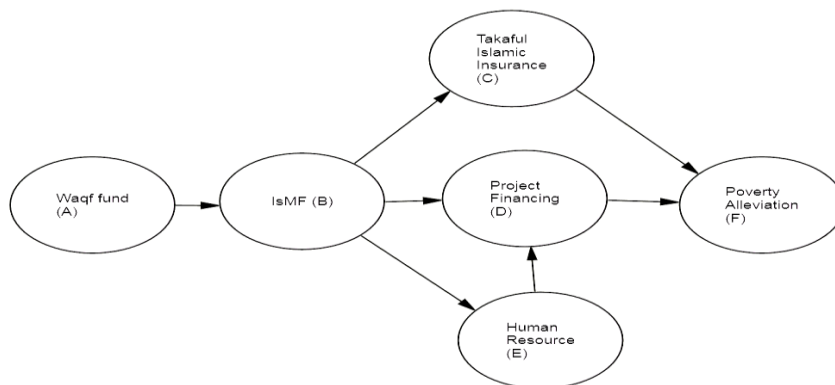 Takaful
Islamic
Insurance
(C)
Waqf fund
(A)
IsMF (B)
Project
Financing
(D)
Poverty
Alleviation
(F)
Human
Resource
(E)